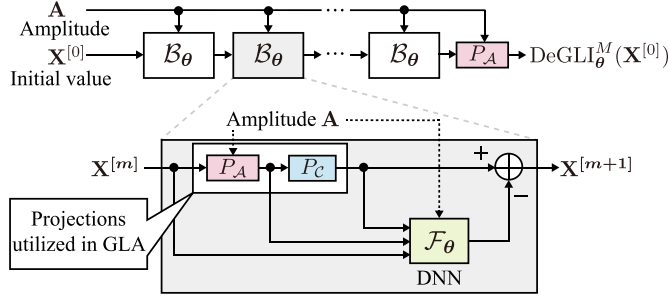 A
Amplitude
X^[0]
Initial value
B_θ B_θ ··· B_θ P_A DeGLI_θ^M(X^[0])
Amplitude A
X^[m] P_A P_C + X^[m+1]
−
Projections
utilized in GLA
F_θ
DNN